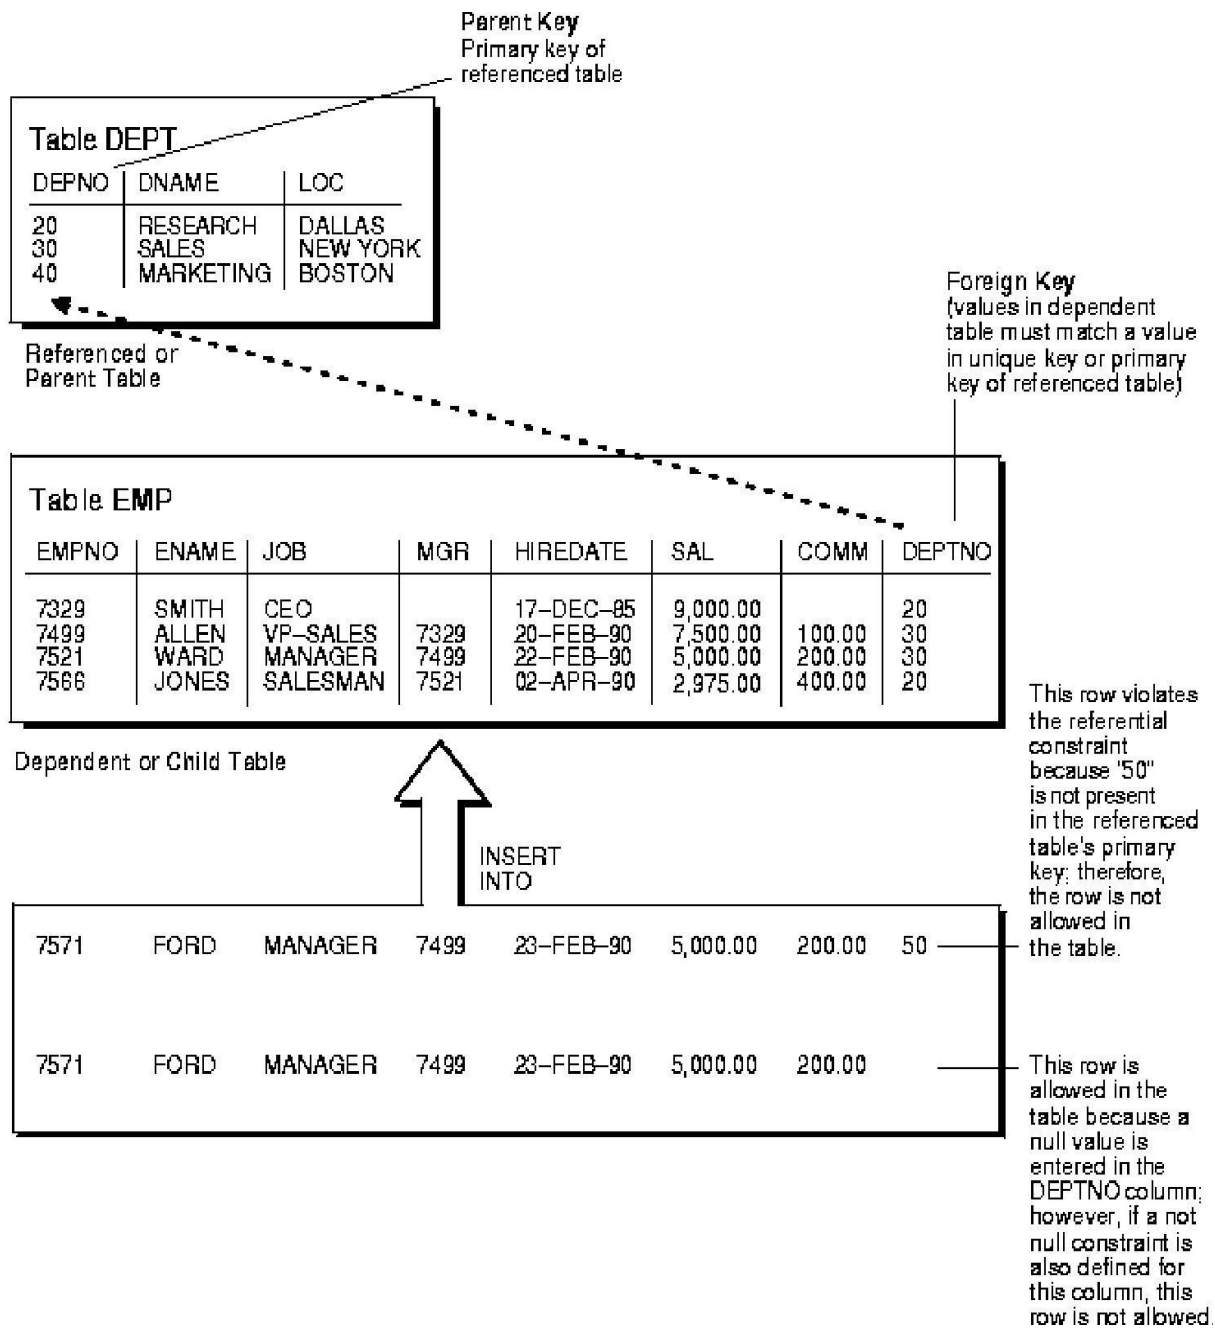 Parent Key
Primary key of
referenced table
Table DEPT
DEPNO DNAME LOC
20 RESEARCH DALLAS
30 SALES NEW YORK
40 MARKETING BOSTON
Referenced or
Parent Table
Foreign Key
(values in dependent
table must match a value
in unique key or primary
key of referenced table)
Table EMP
EMPNO ENAME JOB MGR HIREDATE SAL COMM DEPTNO
7329 SMITH CEO 17–DEC–85 9,000.00 20
7499 ALLEN VP–SALES 7329 20–FEB–90 7,500.00 100.00 30
7521 WARD MANAGER 7499 22–FEB–90 5,000.00 200.00 30
7566 JONES SALESMAN 7521 02–APR–90 2,975.00 400.00 20
Dependent or Child Table
INSERT
INTO
7571 FORD MANAGER 7499 23–FEB–90 5,000.00 200.00 50
This row violates
the referential
constraint
because "50"
is not present
in the referenced
table's primary
key; therefore,
the row is not
allowed in
the table.
7571 FORD MANAGER 7499 23–FEB–90 5,000.00 200.00
This row is
allowed in the
table because a
null value is
entered in the
DEPTNO column;
however, if a not
null constraint is
also defined for
this column, this
row is not allowed.